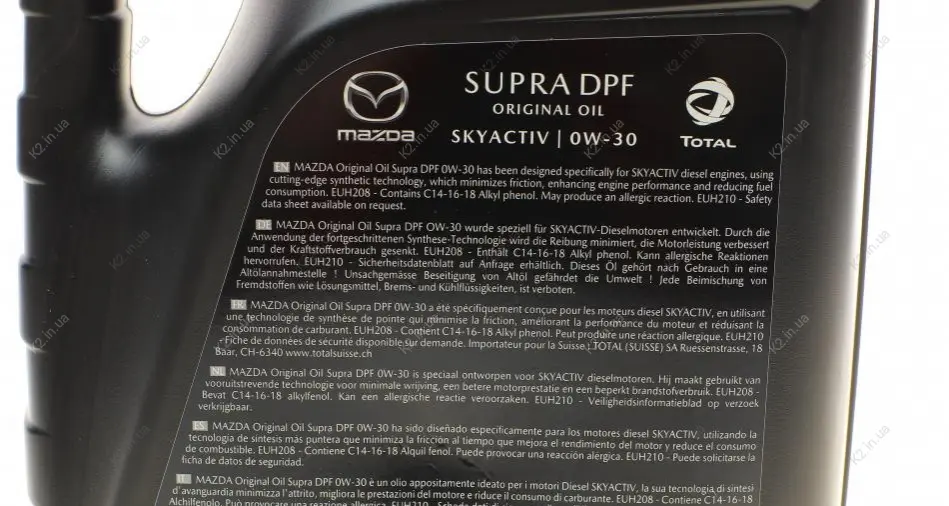 SUPRA DPF
ORIGINAL OIL
SKYACTIV | 0W-30
mazda
TOTAL
EN MAZDA Original Oil Supra DPF 0W-30 has been designed specifically for SKYACTIV diesel engines, using
cutting-edge synthetic technology, which minimizes friction, enhancing engine performance and reducing fuel
consumption. EUH208 - Contains C14-16-18 Alkyl phenol. May produce an allergic reaction. EUH210 - Safety
data sheet available on request.
DE MAZDA Original Oil Supra DPF OW-30 wurde speziell für SKYACTIV-Dieselmotoren entwickelt. Durch die
Anwendung der fortgeschrittenen Synthese-Technologie wird die Reibung minimiert, die Motorleistung verbessert
und der Kraftstoffverbrauch gesenkt. EUH208 - Enthält C14-16-18 Alkyl phenol. Kann allergische Reaktionen
hervorrufen. EUH210 - Sicherheitsdatenblatt auf Anfrage erhältlich. Dieses Öl gehört nach Gebrauch in eine
Altölannahmestelle ! Unsachgemässe Beseitigung von Altöl gefährdet die Umwelt ! Jede Beimischung von
Fremdstoffen wie Lösungsmittel, Brems- und Kühlflüssigkeiten, ist verboten.
FR MAZDA Original Oil Supra DPF 0W-30 a été spécifiquement conçue pour les moteurs diesel SKYACTIV, en utilisant
une technologie de synthèse de pointe qui minimise la friction, améliorant la performance du moteur et réduisant la
consommation de carburant. EUH208 - Contient C14-16-18 Alkyl phenol. Peut produire une réaction allergique. EUH210
- Fiche de données de sécurité disponible sur demande. Importateur pour la Suisse: TOTAL (SUISSE) SA Ruessenstrasse, 18
Baar, CH-6340 www.totalsuisse.ch
NL MAZDA Original Oil Supra DPF 0W-30 is speciaal ontworpen voor SKYACTIV dieselmotoren. Hij maakt gebruikt van
vooruitstrevende technologie voor minimale wrijving, een betere motorprestatie en een beperkt brandstofverbruik. EUH208 -
Bevat C14-16-18 alkylfenol. Kan een allergische reactie veroorzaken. EUH210 - Veiligheidsinformatieblad op verzoek
verkrijgbaar.
ES MAZDA Original Oil Supra DPF 0W-30 ha sido diseñado específicamente para los motores diesel SKYACTIV, utilizando la
tecnología de síntesis más puntera que minimiza la fricción al tiempo que mejora el rendimiento del motor y reduce el consumo
de combustible. EUH208 - Contiene C14-16-18 Alquil fenol. Puede provocar una reacción alérgica. EUH210 - Puede solicitarse la
ficha de datos de seguridad.
IT MAZDA Original Oil Supra DPF 0W-30 è un olio appositamente ideato per i motori Diesel SKYACTIV, la sua tecnologia di sintesi
d'avanguardia minimizza l'attrito, migliora le prestazioni del motore e riduce il consumo di carburante. EUH208 - Contiene C14-16-18
Alchilfenolo. Può provocare una reazione allergica. EUH210 - Scheda dati di
K2.in.ua